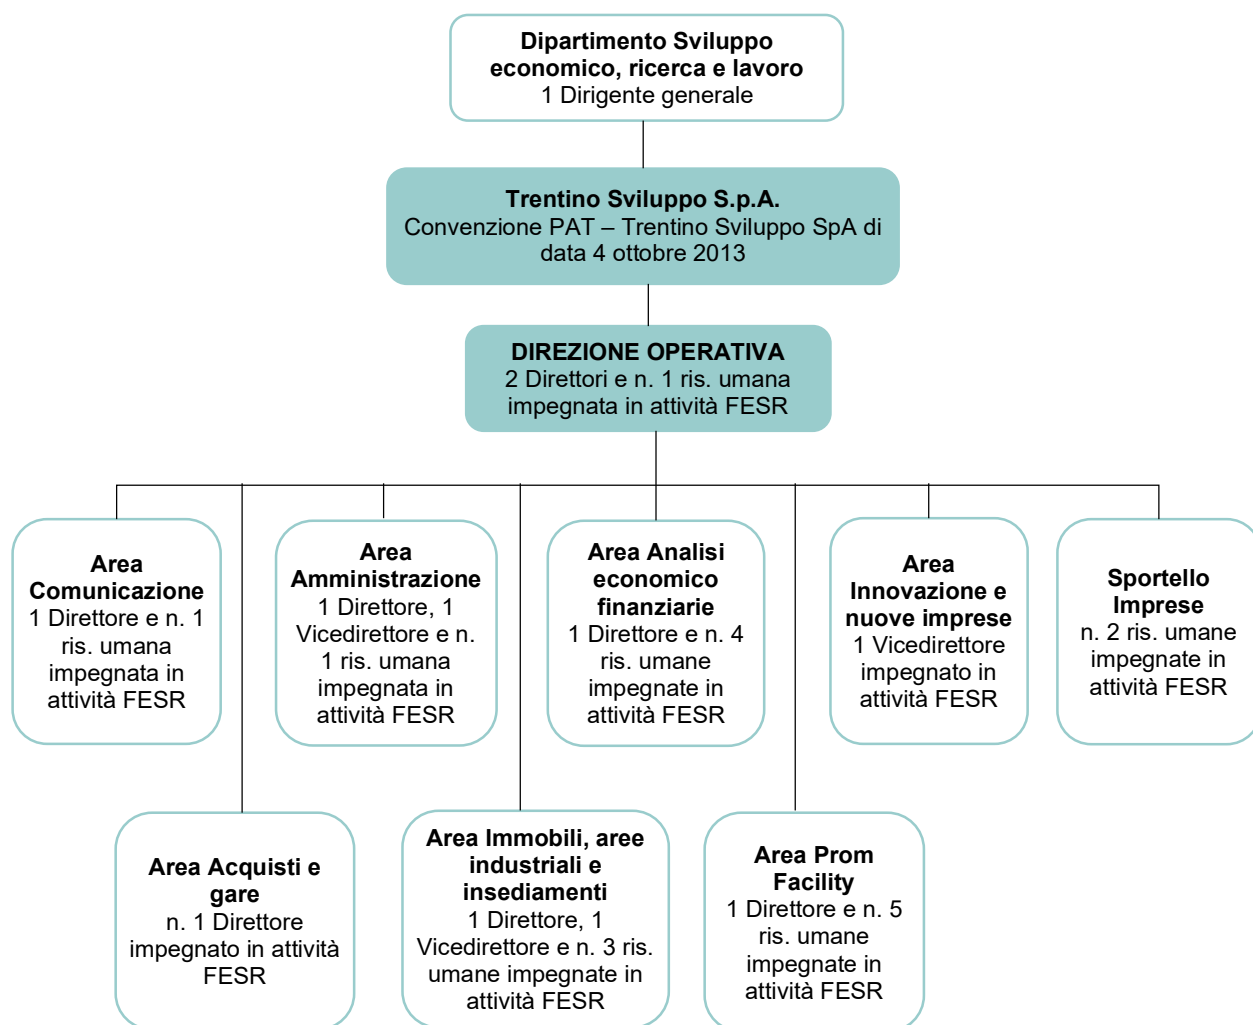 Dipartimento Sviluppo
economico, ricerca e lavoro
1 Dirigente generale
Trentino Sviluppo S.p.A.
Convenzione PAT – Trentino Sviluppo SpA di
data 4 ottobre 2013
DIREZIONE OPERATIVA
2 Direttori e n. 1 ris. umana
impegnata in attività FESR
Area
Comunicazione
1 Direttore e n. 1
ris. umana
impegnata in
attività FESR
Area
Amministrazione
1 Direttore, 1
Vicedirettore e n.
1 ris. umana
impegnata in
attività FESR
Area Analisi
economico
finanziarie
1 Direttore e n. 4
ris. umane
impegnate in
attività FESR
Area
Innovazione e
nuove imprese
1 Vicedirettore
impegnato in
attività FESR
Sportello
Imprese
n. 2 ris. umane
impegnate in
attività FESR
Area Acquisti e
gare
n. 1 Direttore
impegnato in attività
FESR
Area Immobili, aree
industriali e
insediamenti
1 Direttore, 1
Vicedirettore e n. 3 ris.
umane impegnate in
attività FESR
Area Prom
Facility
1 Direttore e n. 5
ris. umane
impegnate in
attività FESR